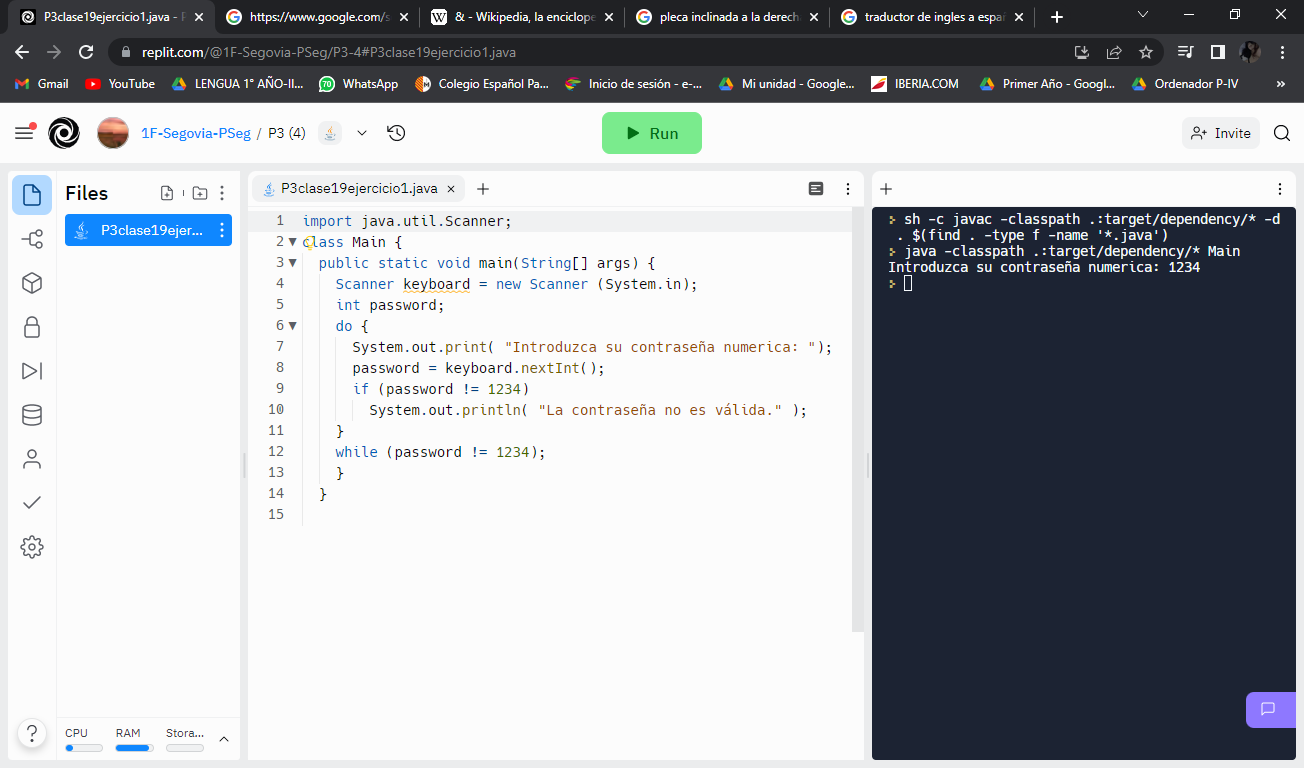 P3clase19ejercicio1.java - P
https://www.google.com/s
& - Wikipedia, la enciclope
pleca inclinada a la derech
traductor de ingles a espa
replit.com/@1F-Segovia-PSeg/P3-4#P3clase19ejercicio1.java
Gmail
YouTube
LENGUA 1° AÑO-II...
70
WhatsApp
Colegio Español Pa...
Inicio de sesión - e-...
Mi unidad - Google...
IBERIA.COM
Primer Año - Googl...
Ordenador P-IV
»
1F-Segovia-PSeg / P3 (4)
Run
Invite
Files
P3clase19ejer...
P3clase19ejercicio1.java
1 import java.util.Scanner;
2 class Main {
3 public static void main(String[] args) {
4 Scanner keyboard = new Scanner (System.in);
5 int password;
6 do {
7 System.out.print( "Introduzca su contraseña numerica: ");
8 password = keyboard.nextInt();
9 if (password != 1234)
10 System.out.println( "La contraseña no es válida." );
11 }
12 while (password != 1234);
13 }
14 }
15
sh -c javac -classpath .:target/dependency/* -d
. $(find . -type f -name '*.java')
java -classpath .:target/dependency/* Main
Introduzca su contraseña numerica: 1234
?
CPU
RAM
Stora...